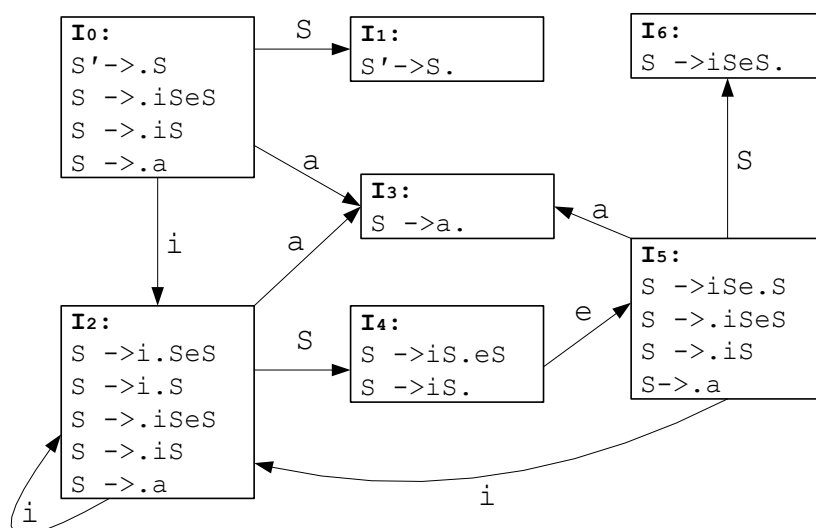 I0:
S'->.S
S ->.iSeS
S ->.iS
S ->.a
S
I1:
S'->S.
I6:
S ->iSeS.
a
I3:
S ->a.
a
a
S
i
I2:
S ->i.SeS
S ->i.S
S ->.iSeS
S ->.iS
S ->.a
S
I4:
S ->iS.eS
S ->iS.
e
I5:
S ->iSe.S
S ->.iSeS
S ->.iS
S->.a
i
i